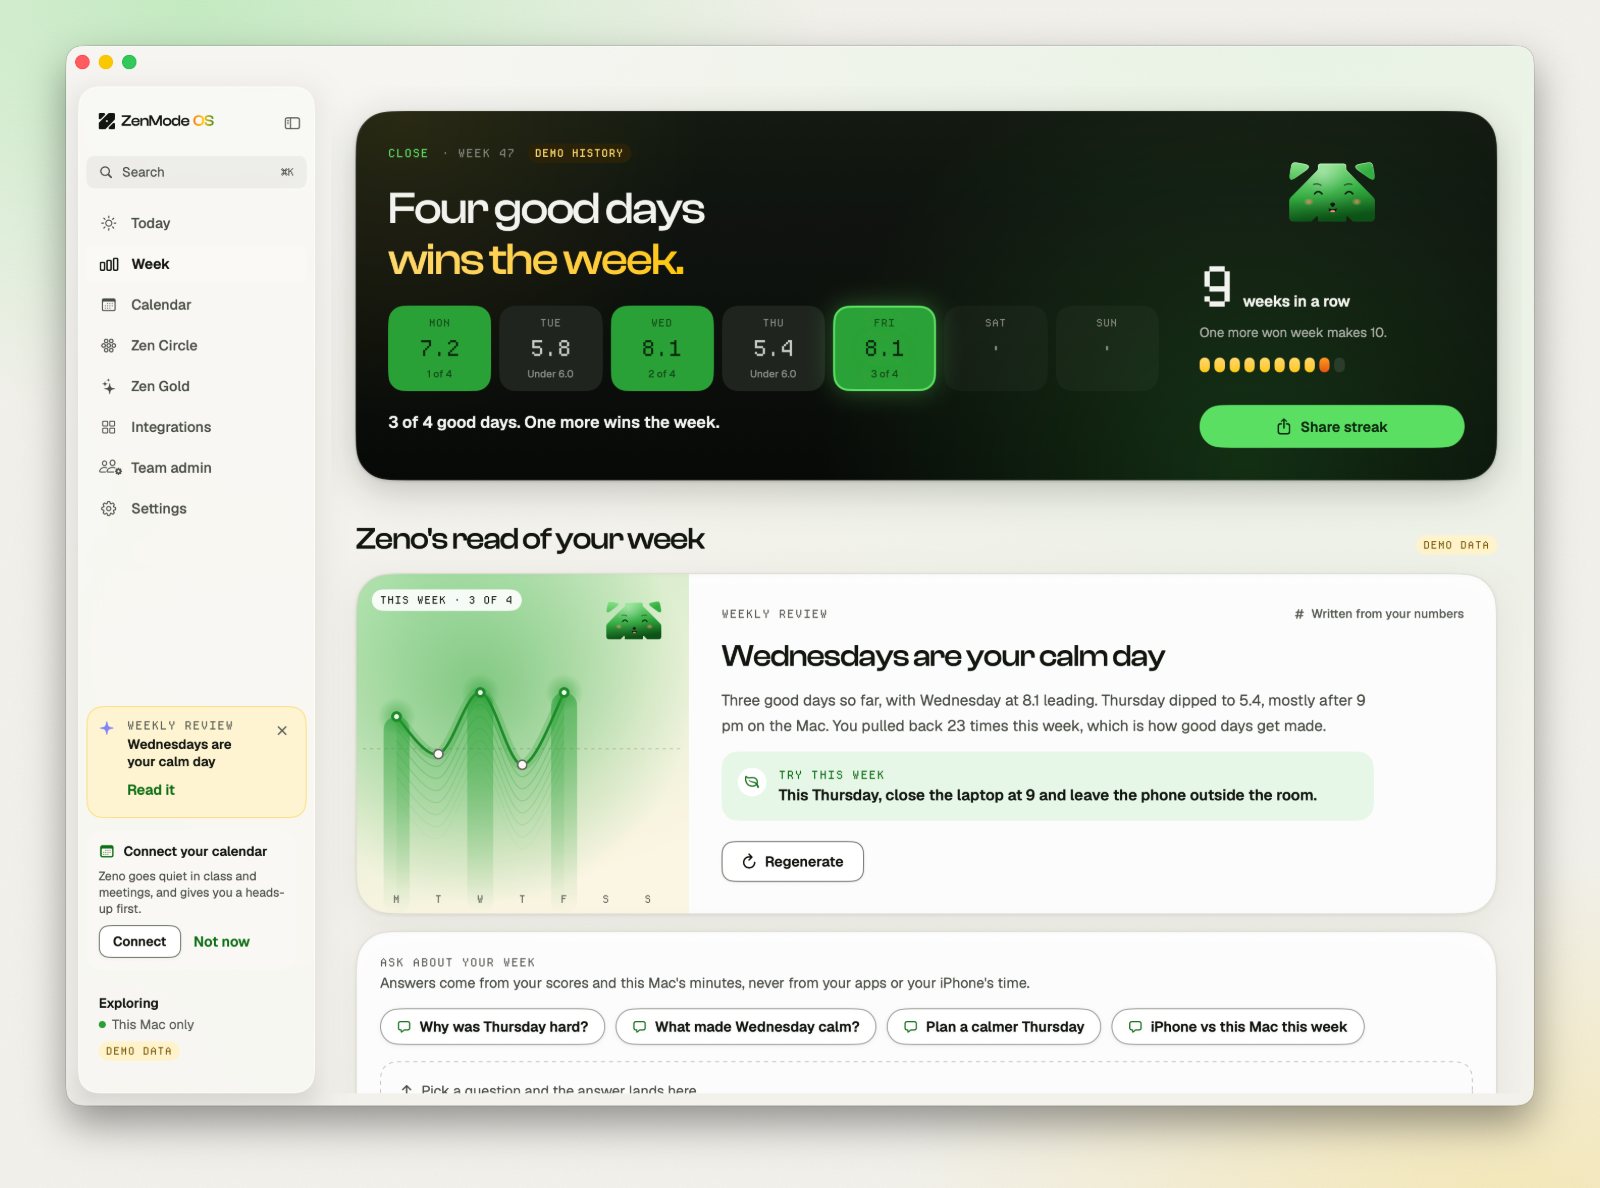 ZenMode OS
Search ⌘K
Today
Week
Calendar
Zen Circle
Zen Gold
Integrations
Team admin
Settings
WEEKLY REVIEW
Wednesdays are
your calm day
Read it
Connect your calendar
Zeno goes quiet in class and
meetings, and gives you a heads-
up first.
Connect Not now
Exploring
This Mac only
DEMO DATA
CLOSE · WEEK 47 DEMO HISTORY
Four good days
wins the week.
MON TUE WED THU FRI SAT SUN
7.2 5.8 8.1 5.4 8.1 · ·
1 of 4 Under 6.0 2 of 4 Under 6.0 3 of 4
3 of 4 good days. One more wins the week.
9 weeks in a row
One more won week makes 10.
Share streak
Zeno's read of your week
DEMO DATA
THIS WEEK · 3 OF 4
M T W T F S S
WEEKLY REVIEW
# Written from your numbers
Wednesdays are your calm day
Three good days so far, with Wednesday at 8.1 leading. Thursday dipped to 5.4, mostly after 9
pm on the Mac. You pulled back 23 times this week, which is how good days get made.
TRY THIS WEEK
This Thursday, close the laptop at 9 and leave the phone outside the room.
Regenerate
ASK ABOUT YOUR WEEK
Answers come from your scores and this Mac's minutes, never from your apps or your iPhone's time.
Why was Thursday hard? What made Wednesday calm? Plan a calmer Thursday iPhone vs this Mac this week
Pick a question and the answer lands here